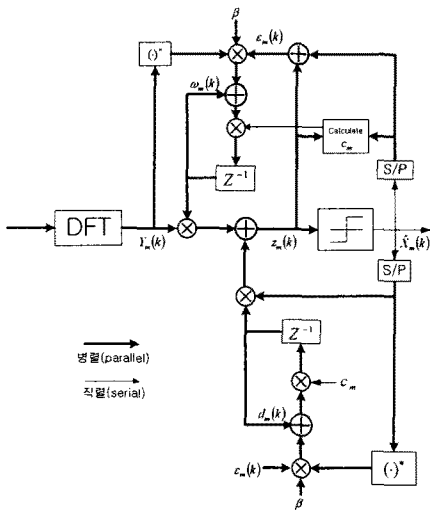 β
(·)*
ε_m(k)
ω_m(k)
Calculate
c_m
Z⁻¹
S/P
DFT
Y_m(k)
z_m(k)
X̂_m(k)
S/P
Z⁻¹
병렬(parallel)
c_m
직렬(serial)
d_m(k)
ε_m(k)
(·)*
β